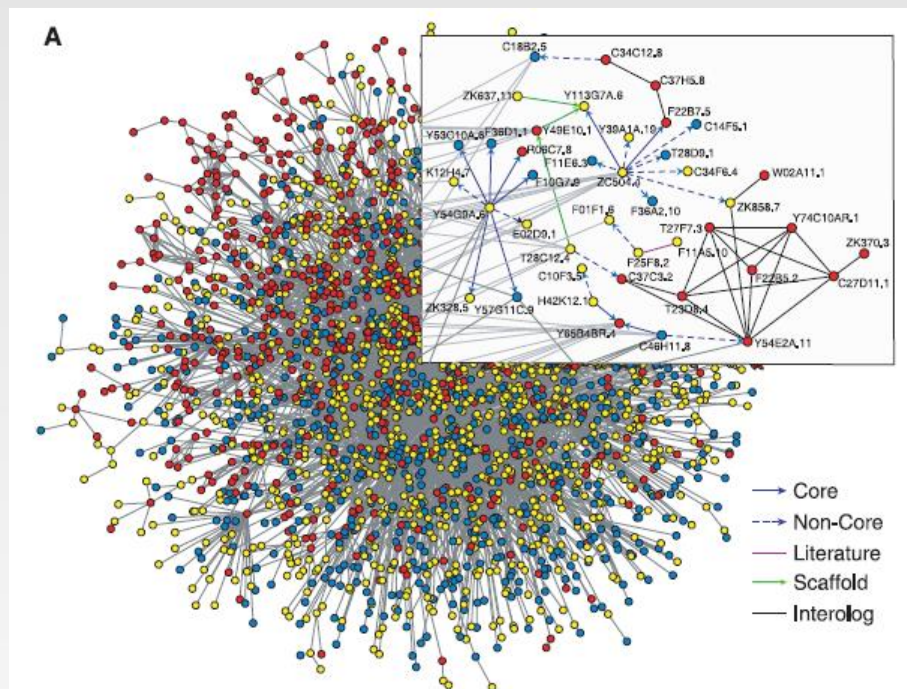 A
C18B2.5
C34C12.8
C37H5.8
ZK637.11
Y113G7A.6
F22B7.5
Y53G10A.6
F36D1.1
Y49E10.1
Y39A1A.19
C14F5.1
R06C7.8
F11E6.3
T28D9.1
K12H4.7
F10G7.9
ZC504.4
C34F6.4
W02A11.1
F36A2.10
ZK858.7
Y54G9A.6
F01F1.6
T27F7.3
Y74C10AR.1
E02D9.1
ZK370.3
T28C12.4
F25F8.2
F11A5.10
F22B5.2
C10F3.5
C37C3.2
C27D11.1
ZK328.5
Y57G11C.9
H42K12.1
T23D8.4
Y65B4BR.4
C46H11.8
Y54E2A.11
Core
Non-Core
Literature
Scaffold
Interolog